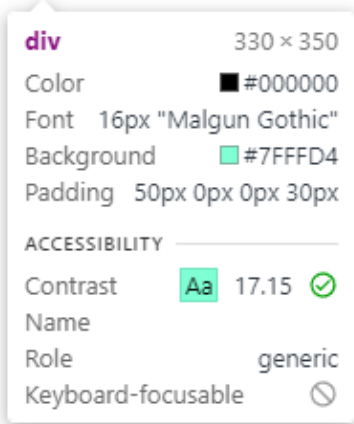 div 330 × 350
Color #000000
Font 16px "Malgun Gothic"
Background #7FFFD4
Padding 50px 0px 0px 30px
ACCESSIBILITY
Contrast Aa 17.15
Name
Role generic
Keyboard-focusable